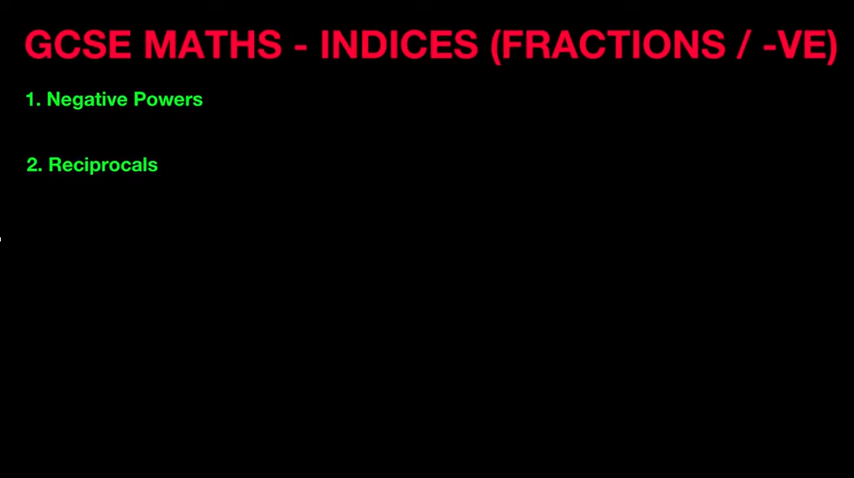 GCSE MATHS - INDICES (FRACTIONS / -VE)
1. Negative Powers
2. Reciprocals